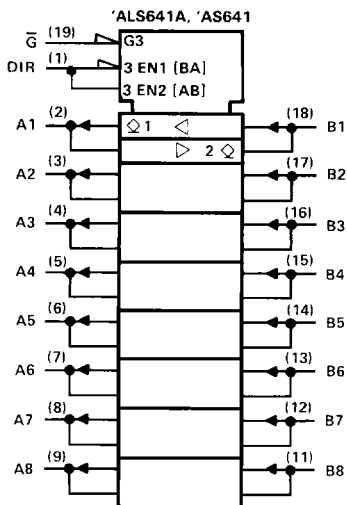 'ALS641A, 'AS641
G̅ (19) G3
DIR (1) 3 EN1 [BA]
3 EN2 [AB]
A1 (2) 1 (18) B1
2
A2 (3) (17) B2
A3 (4) (16) B3
A4 (5) (15) B4
A5 (6) (14) B5
A6 (7) (13) B6
A7 (8) (12) B7
A8 (9) (11) B8